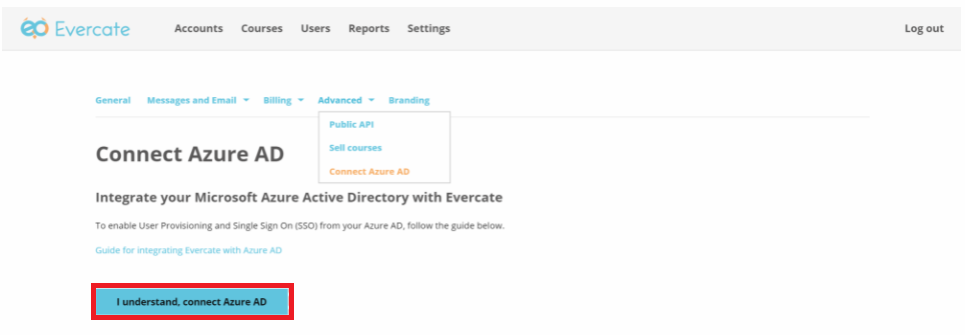 Evercate Accounts Courses Users Reports Settings Log out
General Messages and Email Billing Advanced Branding
Public API
Sell courses
Connect Azure AD
Connect Azure AD
Integrate your Microsoft Azure Active Directory with Evercate
To enable User Provisioning and Single Sign On (SSO) from your Azure AD, follow the guide below.
Guide for integrating Evercate with Azure AD
I understand, connect Azure AD